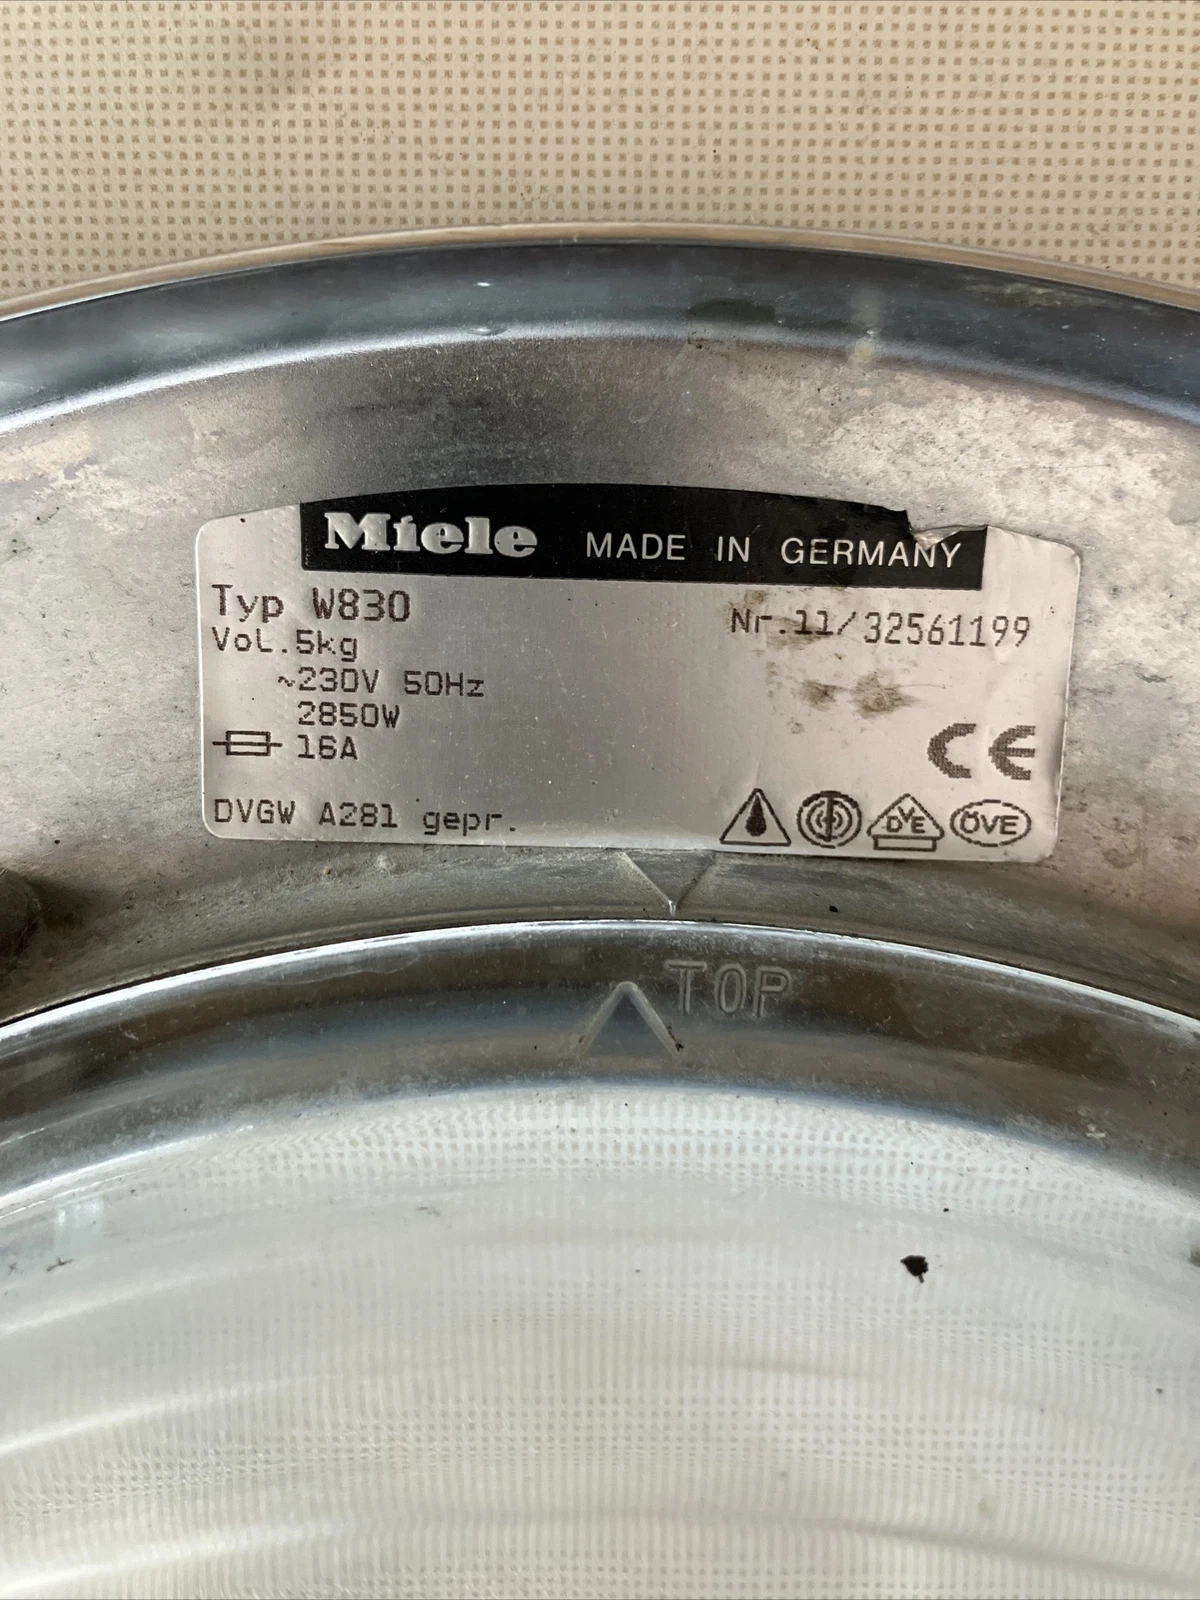 Miele MADE IN GERMANY
Typ W830
Nr.11/32561199
Vol.5kg
~230V 50Hz
2850W
16A
CE
DVGW A281 gepr.
DVE
ÖVE
TOP